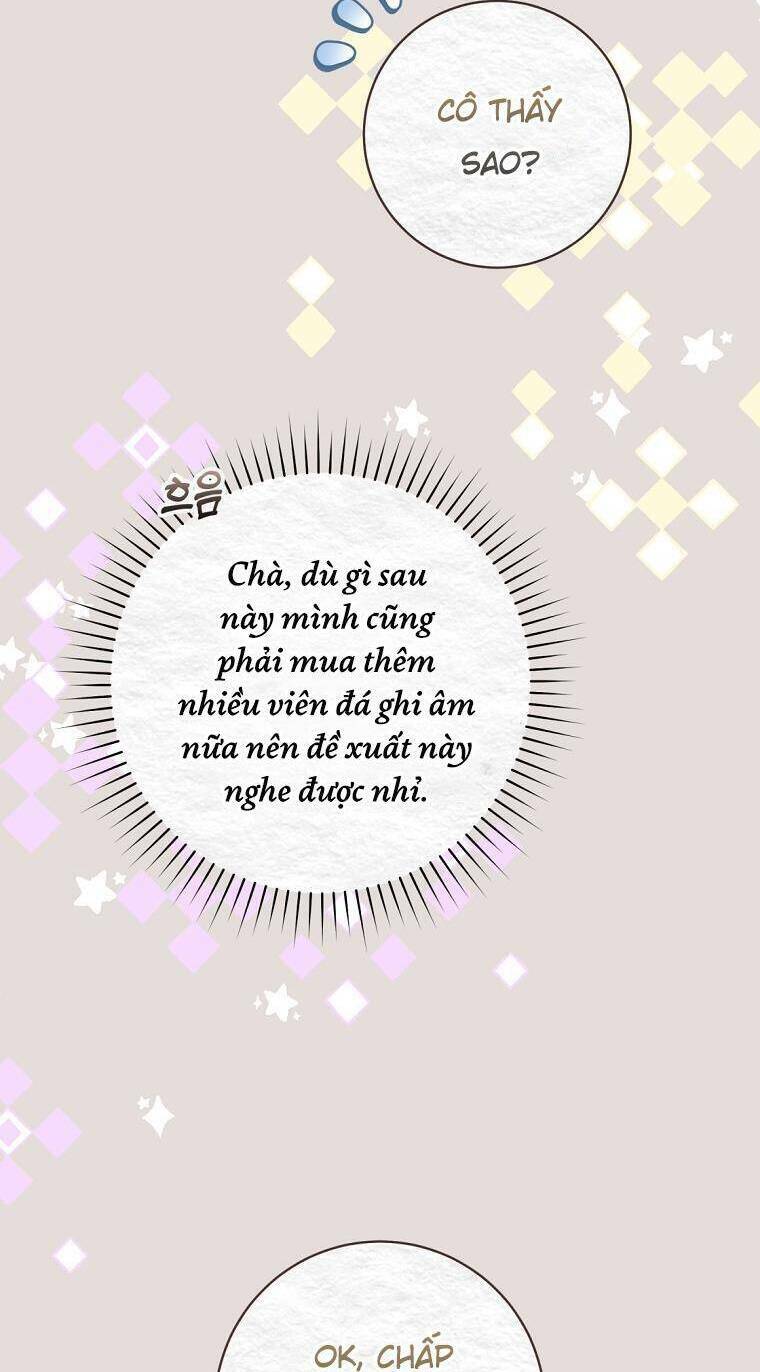 CÔ THẤY
SAO?
흐음
Chà, dù gì sau
này mình cũng
phải mua thêm
nhiều viên đá ghi âm
nữa nên đề xuất này
nghe được nhỉ.
OK, CHẤP